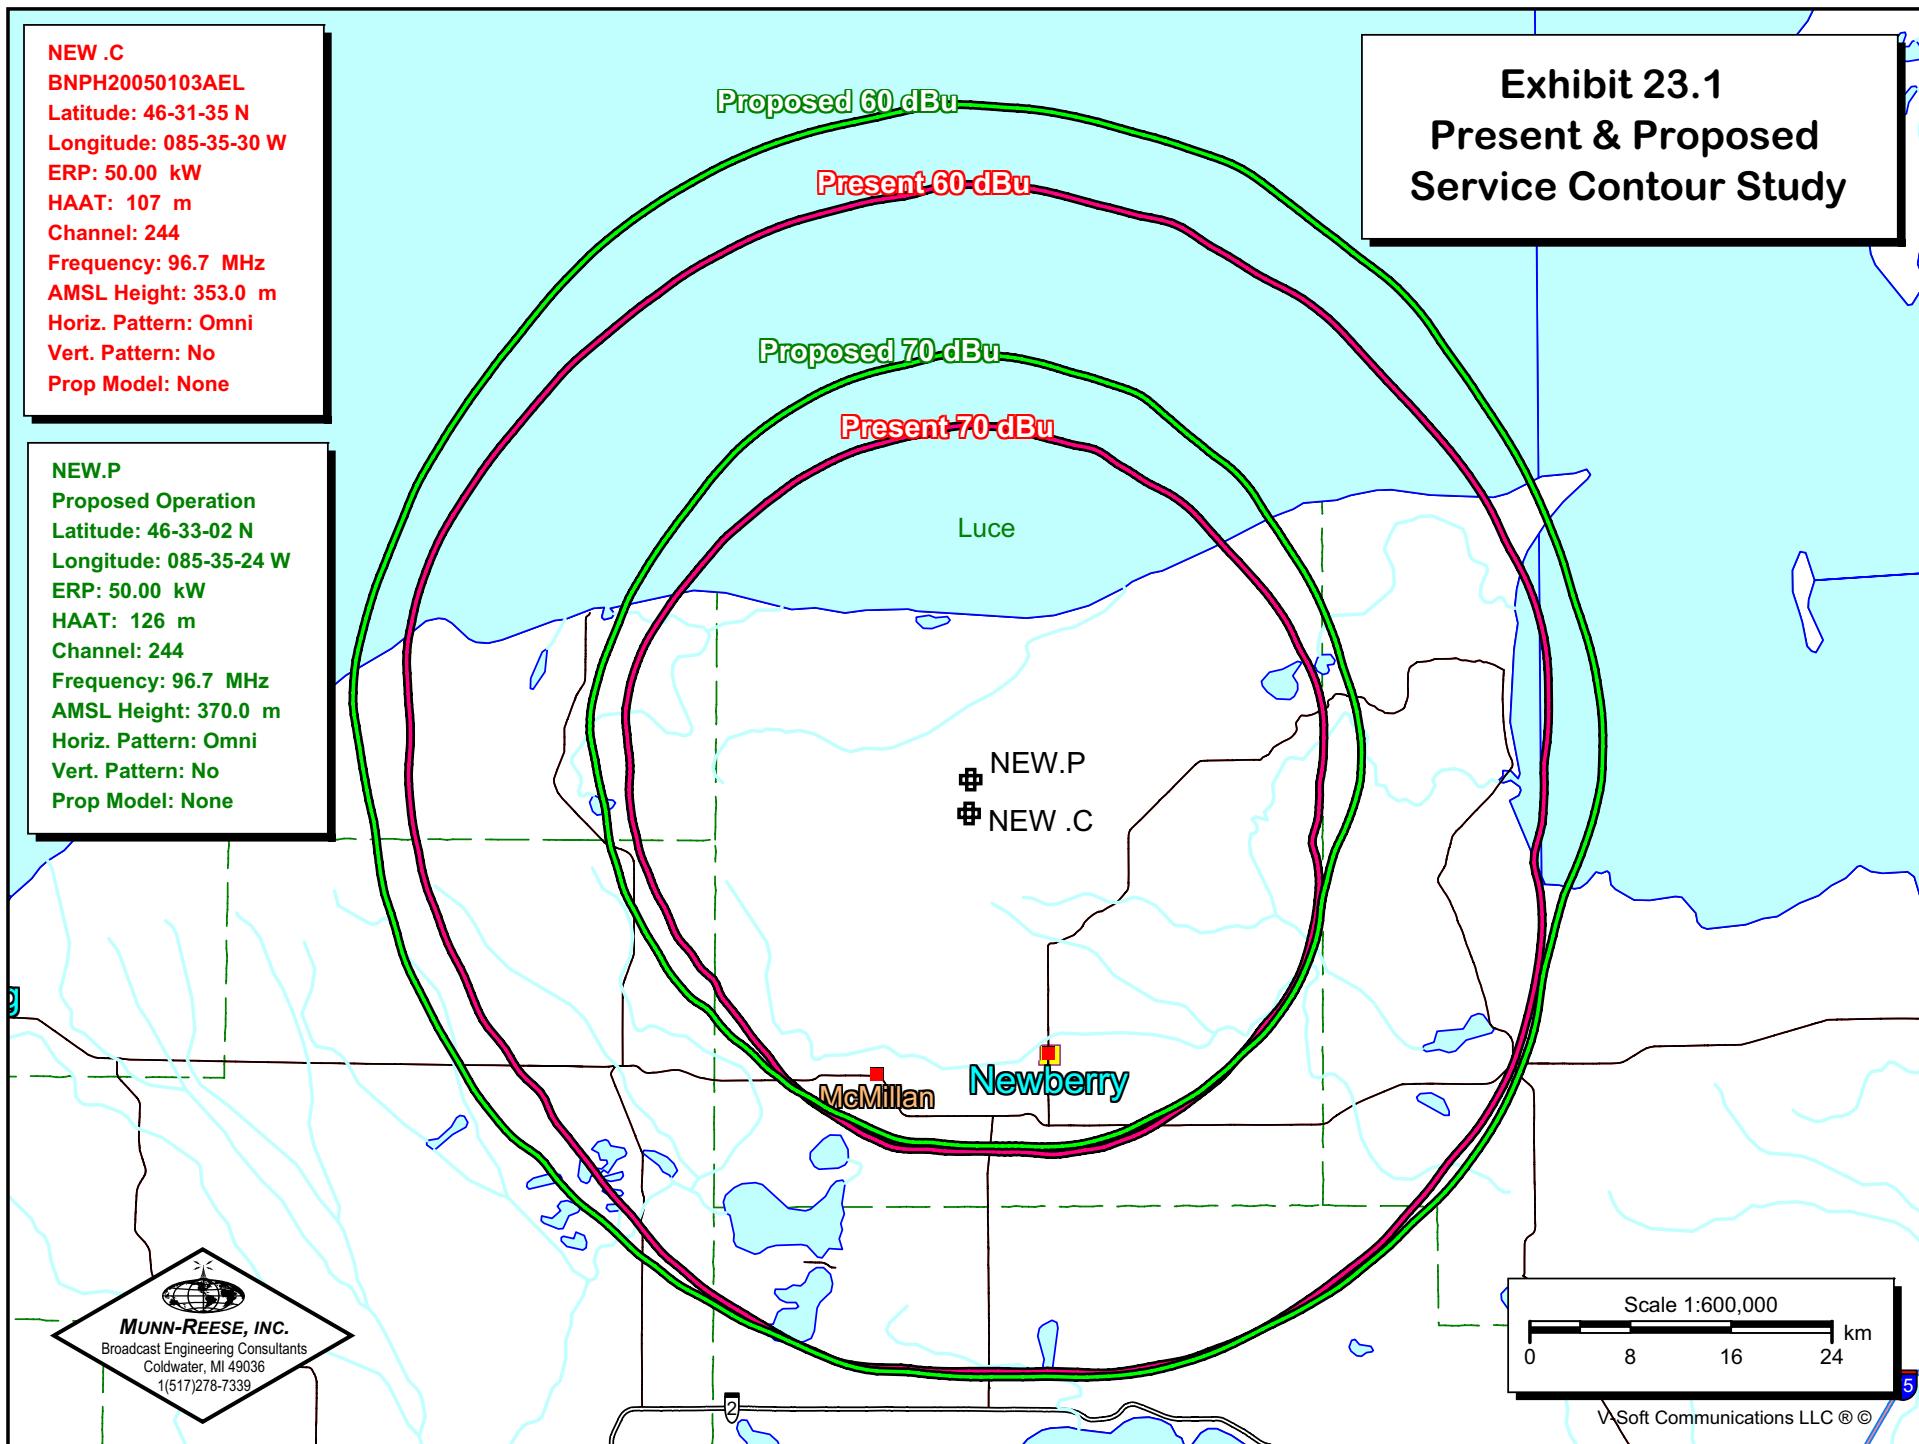 NEW .C
BNPH20050103AEL
Latitude: 46-31-35 N
Longitude: 085-35-30 W
ERP: 50.00 kW
HAAT: 107 m
Channel: 244
Frequency: 96.7 MHz
AMSL Height: 353.0 m
Horiz. Pattern: Omni
Vert. Pattern: No
Prop Model: None
Exhibit 23.1
Present & Proposed
Service Contour Study
Proposed 60 dBu
Present 60 dBu
Proposed 70 dBu
Present 70 dBu
NEW.P
Proposed Operation
Latitude: 46-33-02 N
Longitude: 085-35-24 W
ERP: 50.00 kW
HAAT: 126 m
Channel: 244
Frequency: 96.7 MHz
AMSL Height: 370.0 m
Horiz. Pattern: Omni
Vert. Pattern: No
Prop Model: None
Luce
NEW.P
NEW .C
g
Newberry
McMillan
MUNN-REESE, INC.
Broadcast Engineering Consultants
Coldwater, MI 49036
1(517)278-7339
2
Scale 1:600,000
km
0 8 16 24
5
V-Soft Communications LLC ® ©